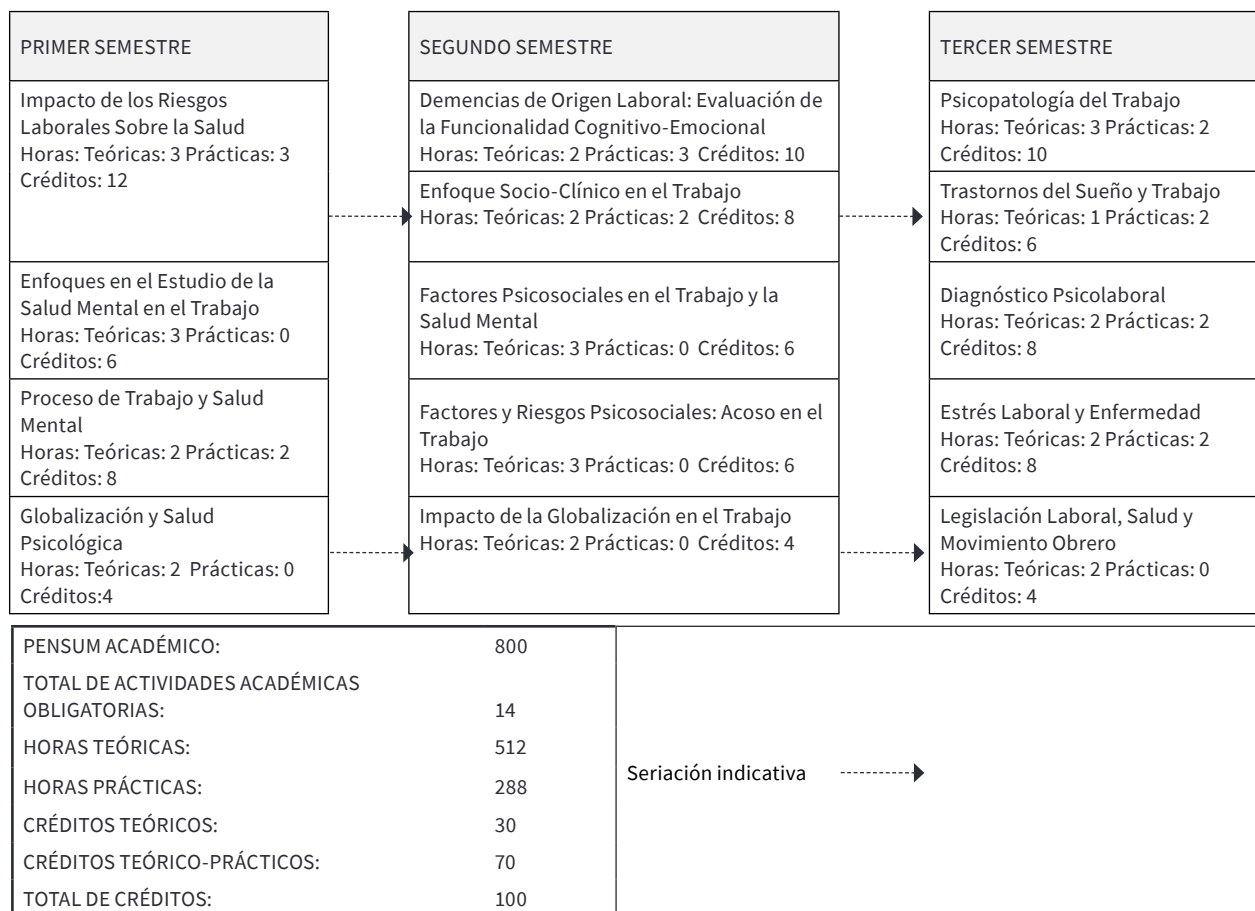 PRIMER SEMESTRE
Impacto de los Riesgos
Laborales Sobre la Salud
Horas: Teóricas: 3 Prácticas: 3
Créditos: 12
Enfoques en el Estudio de la
Salud Mental en el Trabajo
Horas: Teóricas: 3 Prácticas: 0
Créditos: 6
Proceso de Trabajo y Salud
Mental
Horas: Teóricas: 2 Prácticas: 2
Créditos: 8
Globalización y Salud
Psicológica
Horas: Teóricas: 2 Prácticas: 0
Créditos:4
SEGUNDO SEMESTRE
Demencias de Origen Laboral: Evaluación de
la Funcionalidad Cognitivo-Emocional
Horas: Teóricas: 2 Prácticas: 3 Créditos: 10
Enfoque Socio-Clínico en el Trabajo
Horas: Teóricas: 2 Prácticas: 2 Créditos: 8
Factores Psicosociales en el Trabajo y la
Salud Mental
Horas: Teóricas: 3 Prácticas: 0 Créditos: 6
Factores y Riesgos Psicosociales: Acoso en el
Trabajo
Horas: Teóricas: 3 Prácticas: 0 Créditos: 6
Impacto de la Globalización en el Trabajo
Horas: Teóricas: 2 Prácticas: 0 Créditos: 4
TERCER SEMESTRE
Psicopatología del Trabajo
Horas: Teóricas: 3 Prácticas: 2
Créditos: 10
Trastornos del Sueño y Trabajo
Horas: Teóricas: 1 Prácticas: 2
Créditos: 6
Diagnóstico Psicolaboral
Horas: Teóricas: 2 Prácticas: 2
Créditos: 8
Estrés Laboral y Enfermedad
Horas: Teóricas: 2 Prácticas: 2
Créditos: 8
Legislación Laboral, Salud y
Movimiento Obrero
Horas: Teóricas: 2 Prácticas: 0
Créditos: 4
PENSUM ACADÉMICO: 800
TOTAL DE ACTIVIDADES ACADÉMICAS
OBLIGATORIAS: 14
HORAS TEÓRICAS: 512
HORAS PRÁCTICAS: 288
CRÉDITOS TEÓRICOS: 30
CRÉDITOS TEÓRICO-PRÁCTICOS: 70
TOTAL DE CRÉDITOS: 100
Seriación indicativa